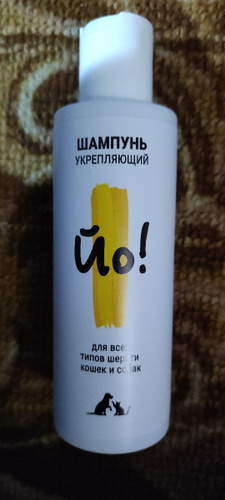 ШАМПУНЬ
УКРЕПЛЯЮЩИЙ
йо!
для всех
типов шерсти
кошек и собак